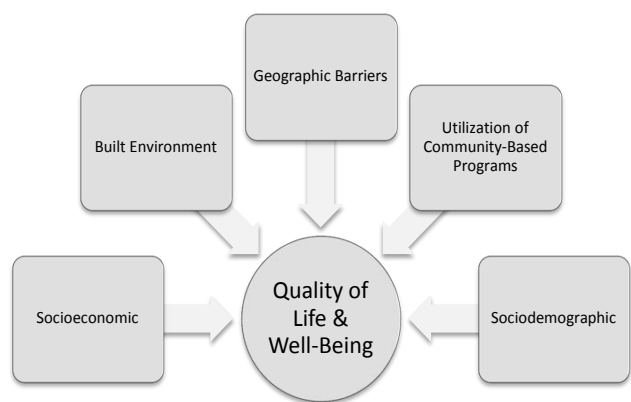 Geographic Barriers
Built Environment
Utilization of
Community-Based
Programs
Socioeconomic
Quality of
Life &
Well-Being
Sociodemographic